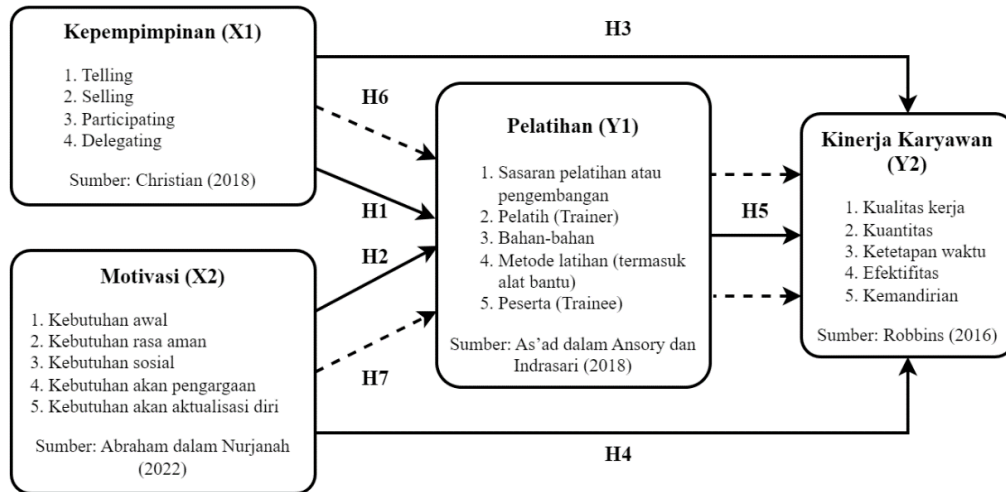 Kepempimpinan (X1)
1. Telling
2. Selling
3. Participating
4. Delegating
Sumber: Christian (2018)
H3
H6
H1
Pelatihan (Y1)
1. Sasaran pelatihan atau
pengembangan
2. Pelatih (Trainer)
3. Bahan-bahan
4. Metode latihan (termasuk
alat bantu)
5. Peserta (Trainee)
Sumber: As’ad dalam Ansory dan
Indrasari (2018)
H5
Kinerja Karyawan
(Y2)
1. Kualitas kerja
2. Kuantitas
3. Ketetapan waktu
4. Efektifitas
5. Kemandirian
Sumber: Robbins (2016)
H2
Motivasi (X2)
1. Kebutuhan awal
2. Kebutuhan rasa aman
3. Kebutuhan sosial
4. Kebutuhan akan pengargaan
5. Kebutuhan akan aktualisasi diri
Sumber: Abraham dalam Nurjanah
(2022)
H7
H4